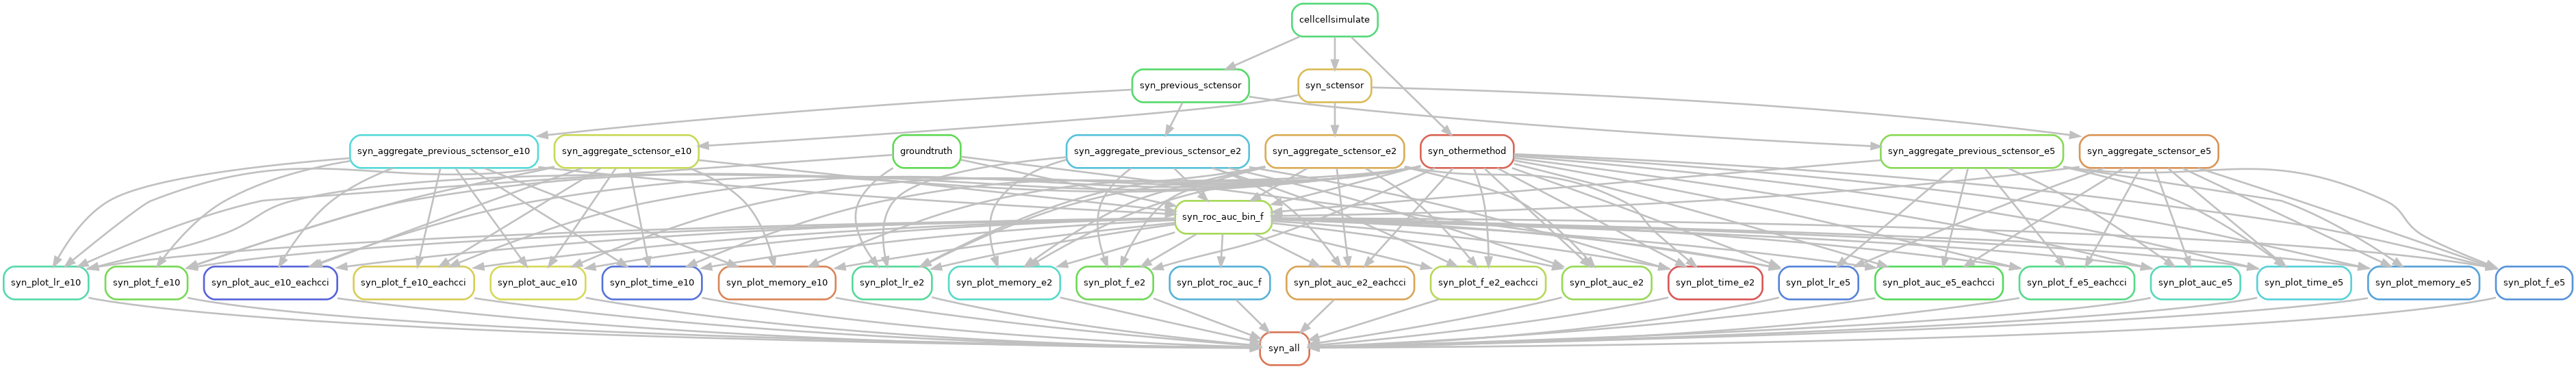 cellcellsimulate
syn_previous_sctensor
syn_sctensor
syn_aggregate_previous_sctensor_e10
syn_aggregate_sctensor_e10
groundtruth
syn_aggregate_previous_sctensor_e2
syn_aggregate_sctensor_e2
syn_othermethod
syn_aggregate_previous_sctensor_e5
syn_aggregate_sctensor_e5
syn_roc_auc_bin_f
syn_plot_lr_e10
syn_plot_f_e10
syn_plot_auc_e10_eachcci
syn_plot_f_e10_eachcci
syn_plot_auc_e10
syn_plot_time_e10
syn_plot_memory_e10
syn_plot_lr_e2
syn_plot_memory_e2
syn_plot_f_e2
syn_plot_roc_auc_f
syn_plot_auc_e2_eachcci
syn_plot_f_e2_eachcci
syn_plot_auc_e2
syn_plot_time_e2
syn_plot_lr_e5
syn_plot_auc_e5_eachcci
syn_plot_f_e5_eachcci
syn_plot_auc_e5
syn_plot_time_e5
syn_plot_memory_e5
syn_plot_f_e5
syn_all